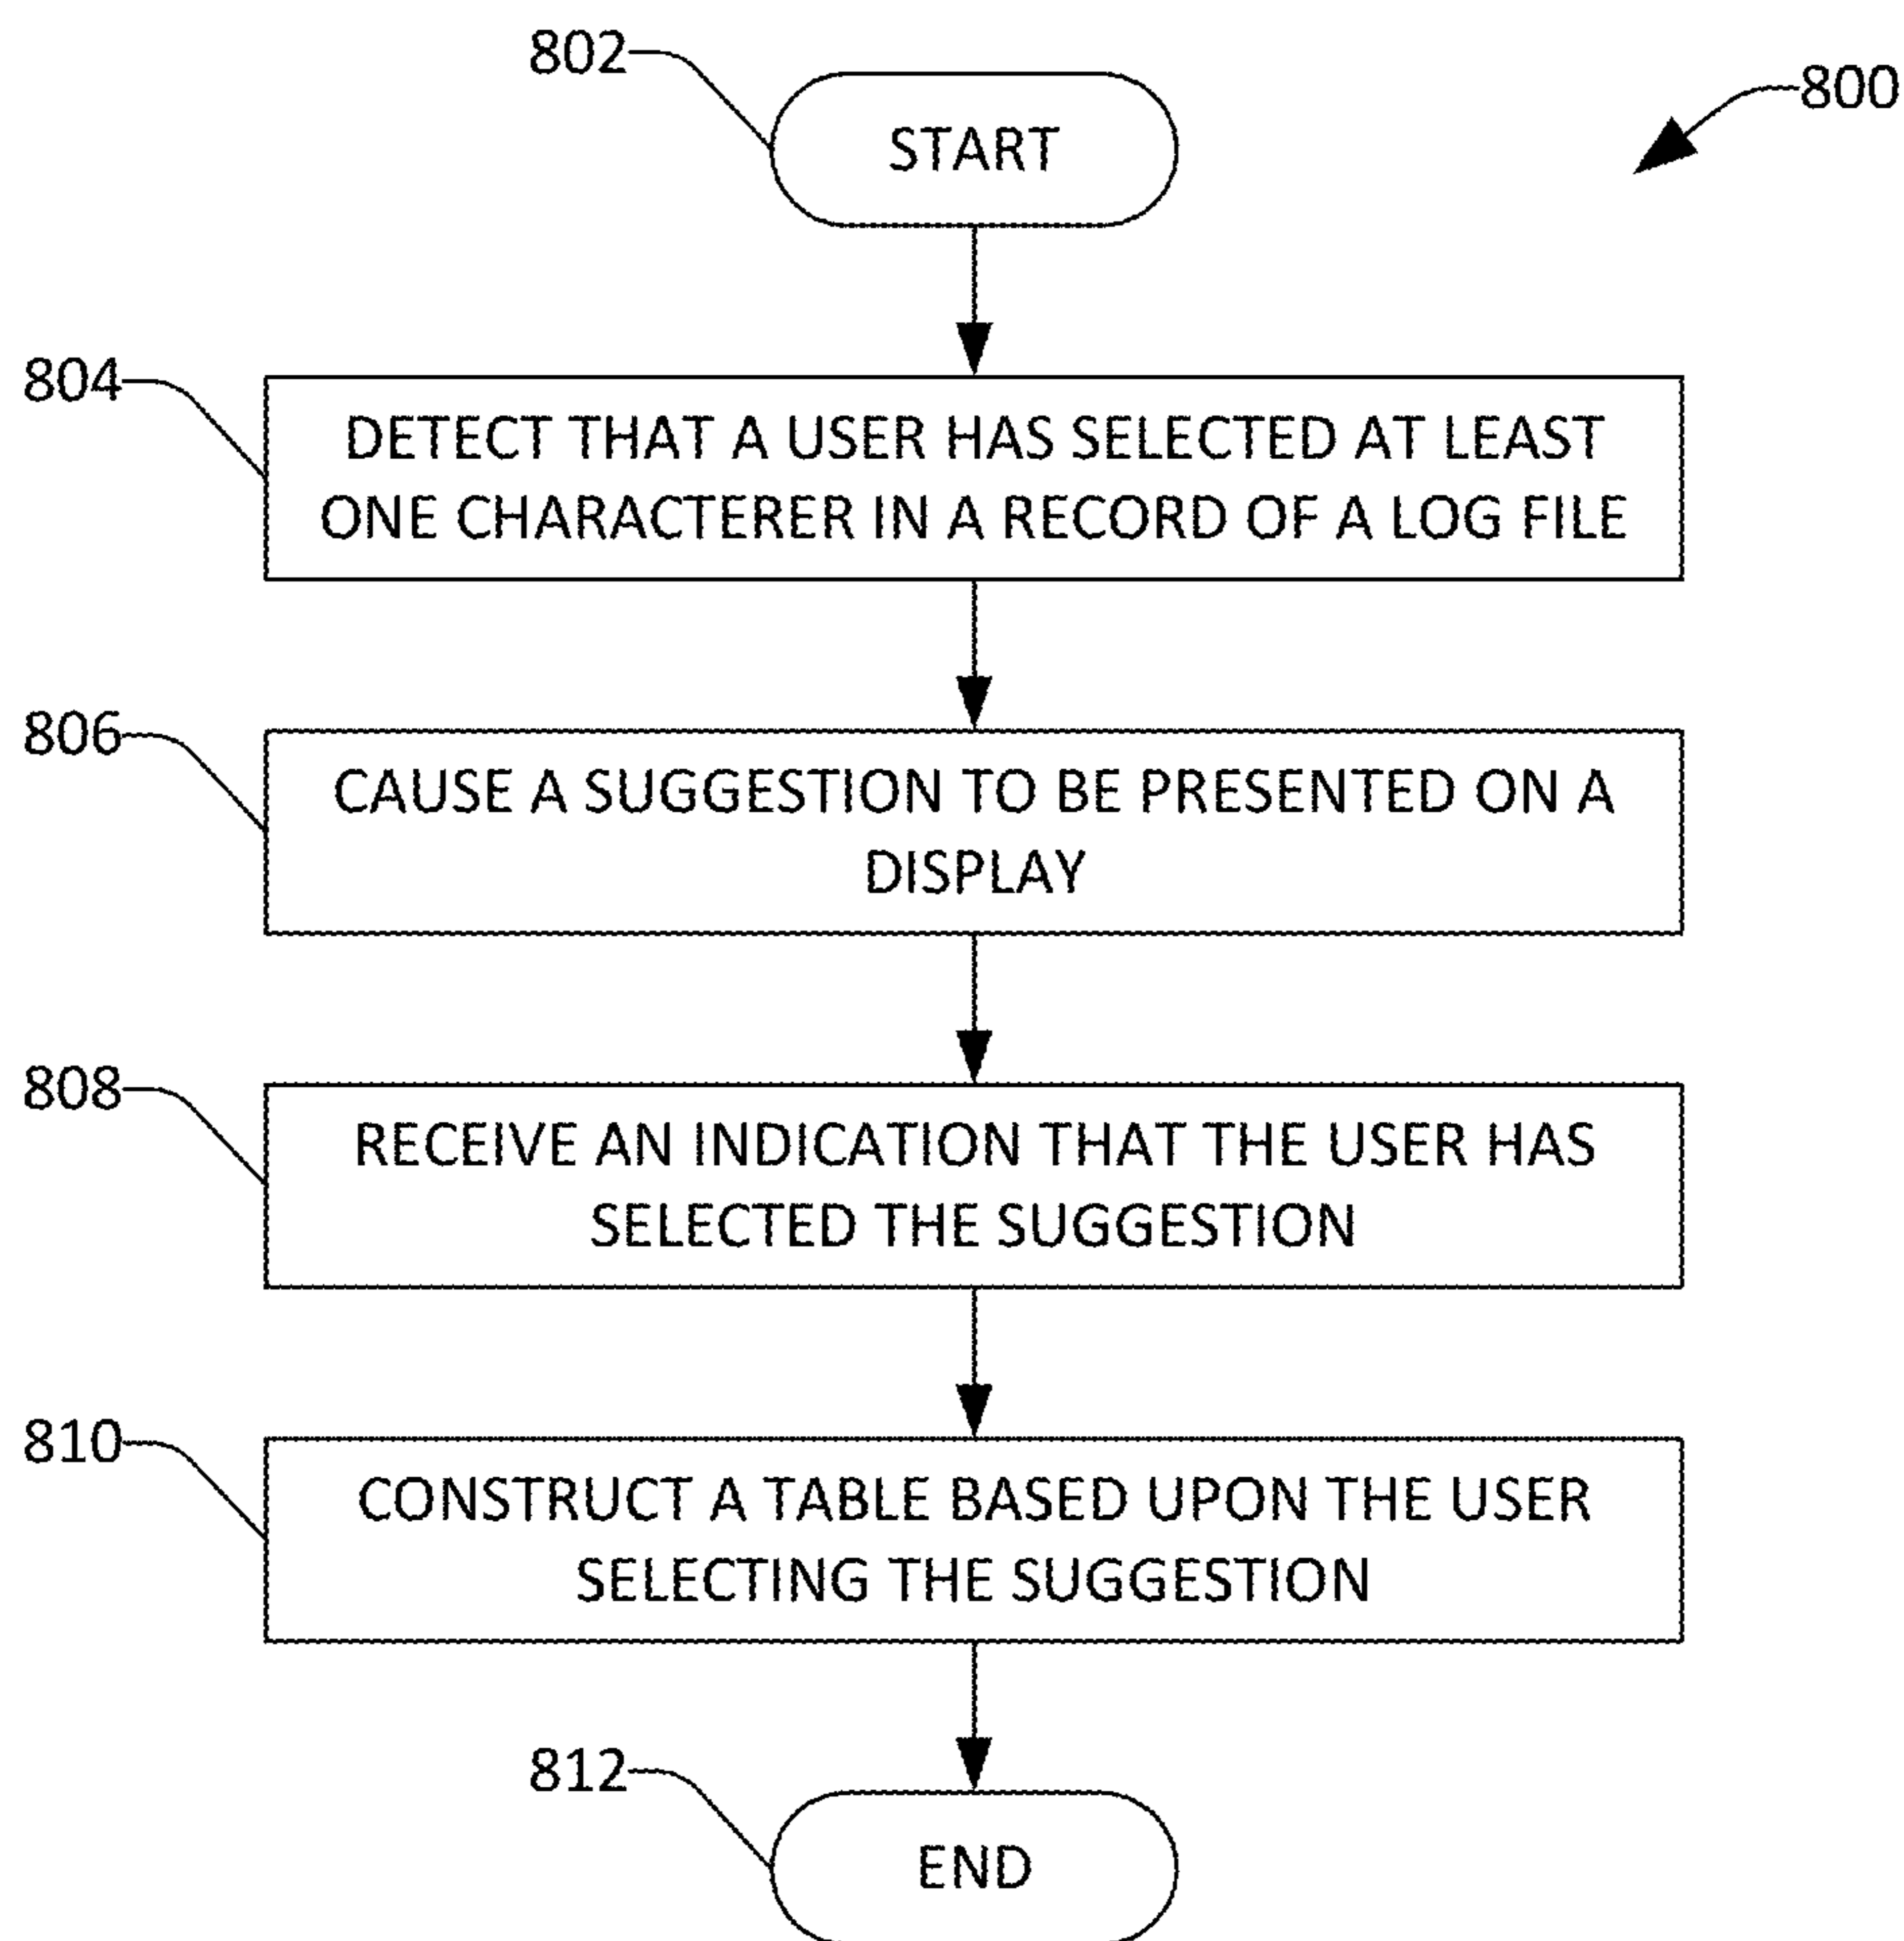 802
START
800
804
DETECT THAT A USER HAS SELECTED AT LEAST
ONE CHARACTERER IN A RECORD OF A LOG FILE
806
CAUSE A SUGGESTION TO BE PRESENTED ON A
DISPLAY
808
RECEIVE AN INDICATION THAT THE USER HAS
SELECTED THE SUGGESTION
810
CONSTRUCT A TABLE BASED UPON THE USER
SELECTING THE SUGGESTION
812
END